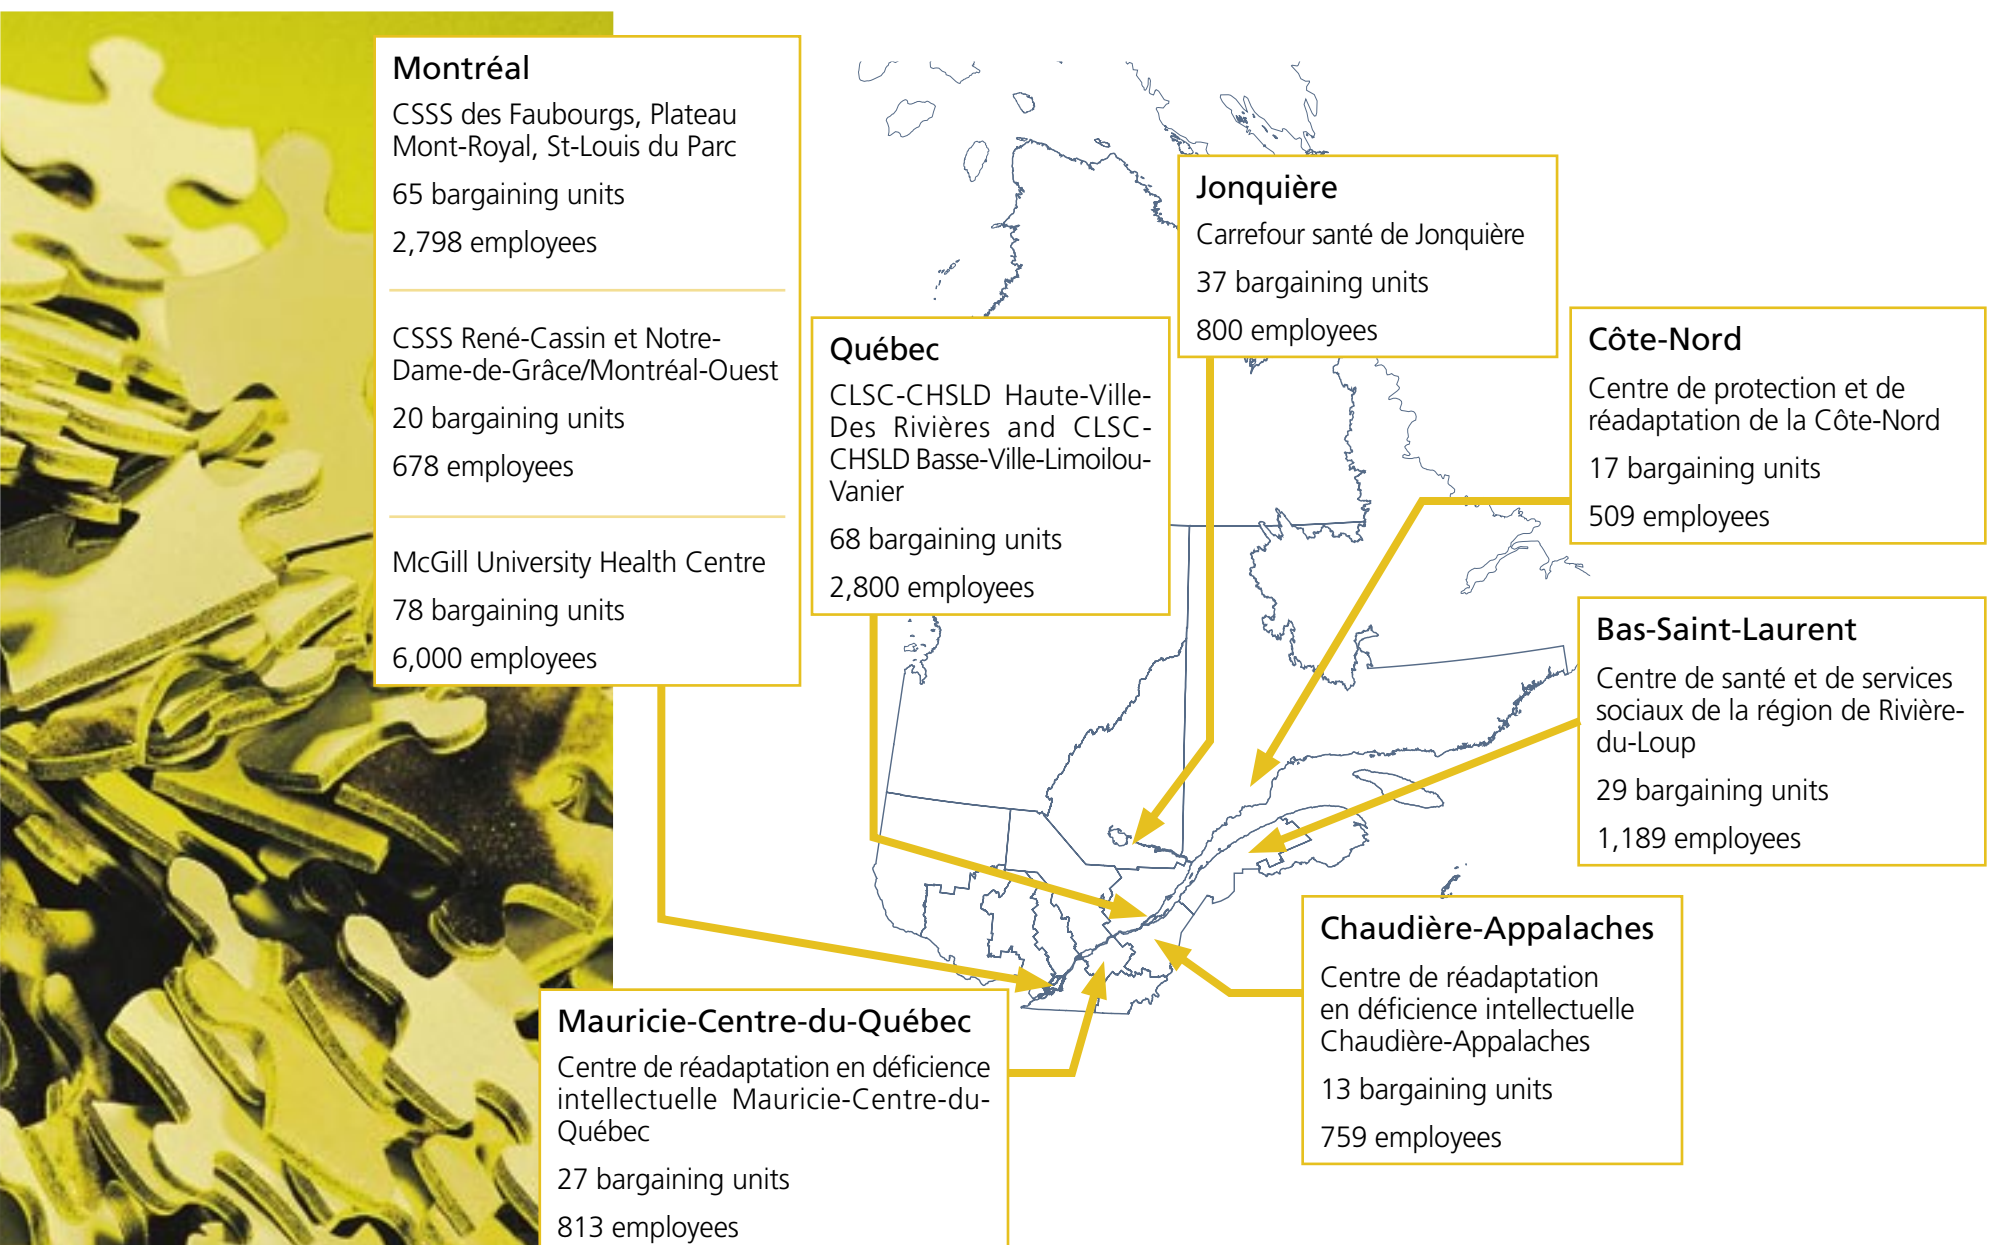 Montréal
CSSS des Faubourgs, Plateau
Mont-Royal, St-Louis du Parc
65 bargaining units
2,798 employees
CSSS René-Cassin et Notre-
Dame-de-Grâce/Montréal-Ouest
20 bargaining units
678 employees
McGill University Health Centre
78 bargaining units
6,000 employees
Québec
CLSC-CHSLD Haute-Ville-
Des Rivières and CLSC-
CHSLD Basse-Ville-Limoilou-
Vanier
68 bargaining units
2,800 employees
Jonquière
Carrefour santé de Jonquière
37 bargaining units
800 employees
Côte-Nord
Centre de protection et de
réadaptation de la Côte-Nord
17 bargaining units
509 employees
Bas-Saint-Laurent
Centre de santé et de services
sociaux de la région de Rivière-
du-Loup
29 bargaining units
1,189 employees
Chaudière-Appalaches
Centre de réadaptation
en déficience intellectuelle
Chaudière-Appalaches
13 bargaining units
759 employees
Mauricie-Centre-du-Québec
Centre de réadaptation en déficience
intellectuelle Mauricie-Centre-du-
Québec
27 bargaining units
813 employees